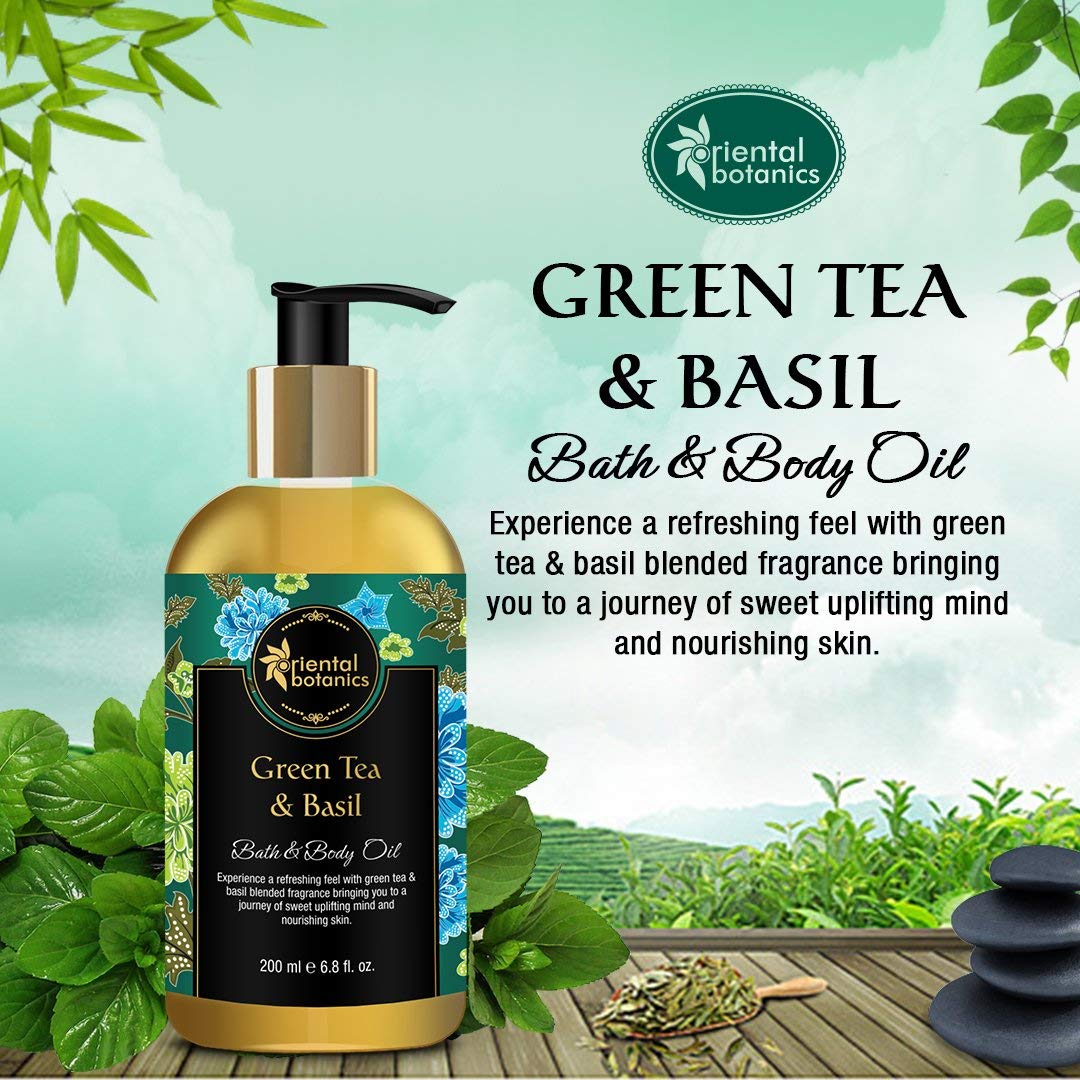 Oriental
botanics
GREEN TEA
& BASIL
Bath & Body Oil
Experience a refreshing feel with green
tea & basil blended fragrance bringing
you to a journey of sweet uplifting mind
and nourishing skin.
Oriental
botanics
Green Tea
& Basil
Bath & Body Oil
Experience a refreshing feel with green tea &
basil blended fragrance bringing you to a
journey of sweet uplifting mind and
nourishing skin.
200 ml e 6.8 fl. oz.